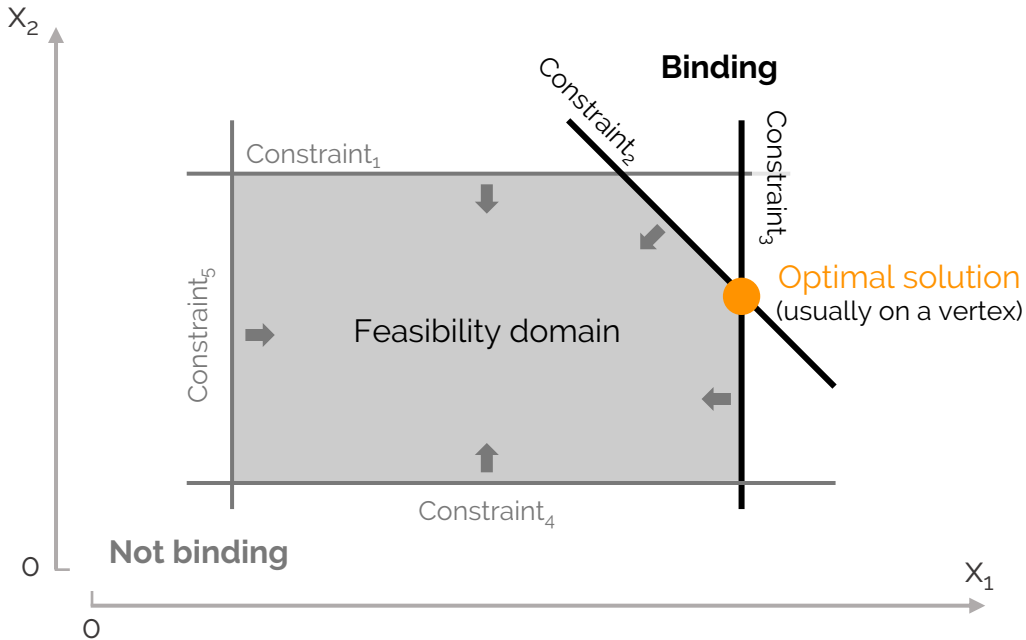 X₂
Binding
Constraint₂
Constraint₃
Constraint₁
Optimal solution
(usually on a vertex)
Constraint₅
Feasibility domain
Constraint₄
Not binding
0
X₁
0